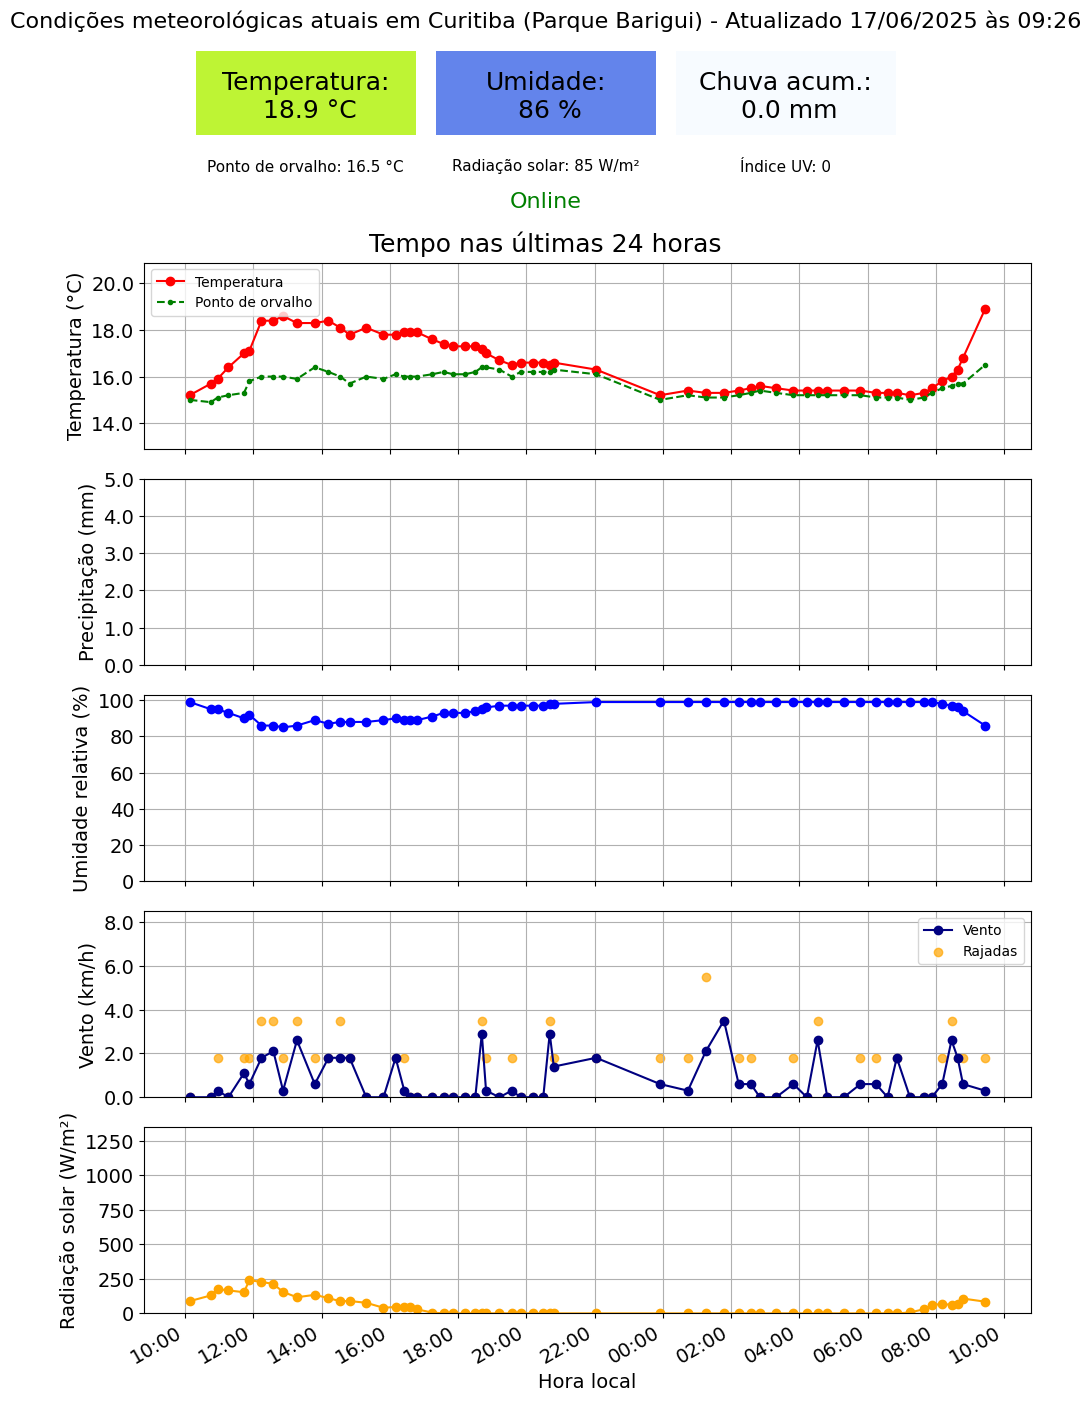 Condições meteorológicas atuais em Curitiba (Parque Barigui) - Atualizado 17/06/2025 às 09:26
Temperatura:
18.9 °C
Umidade:
86 %
Chuva acum.:
0.0 mm
Ponto de orvalho: 16.5 °C
Radiação solar: 85 W/m²
Índice UV: 0
Online
Tempo nas últimas 24 horas
Temperatura (°C)
20.0
18.0
16.0
14.0
Temperatura
Ponto de orvalho
Precipitação (mm)
5.0
4.0
3.0
2.0
1.0
0.0
Umidade relativa (%)
100
80
60
40
20
0
Vento (km/h)
8.0
6.0
4.0
2.0
0.0
Vento
Rajadas
Radiação solar (W/m²)
1250
1000
750
500
250
0
10:00
12:00
14:00
16:00
18:00
20:00
22:00
00:00
02:00
04:00
06:00
08:00
10:00
Hora local